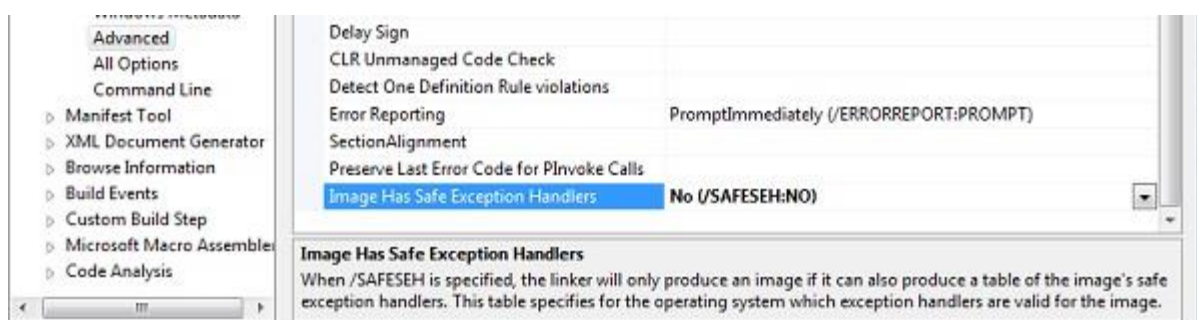 Advanced
All Options
Command Line
Manifest Tool
XML Document Generator
Browse Information
Build Events
Custom Build Step
Microsoft Macro Assembler
Code Analysis
Delay Sign
CLR Unmanaged Code Check
Detect One Definition Rule violations
Error Reporting PromptImmediately (/ERRORREPORT:PROMPT)
SectionAlignment
Preserve Last Error Code for PInvoke Calls
Image Has Safe Exception Handlers No (/SAFESEH:NO)
Image Has Safe Exception Handlers
When /SAFESEH is specified, the linker will only produce an image if it can also produce a table of the image's safe
exception handlers. This table specifies for the operating system which exception handlers are valid for the image.